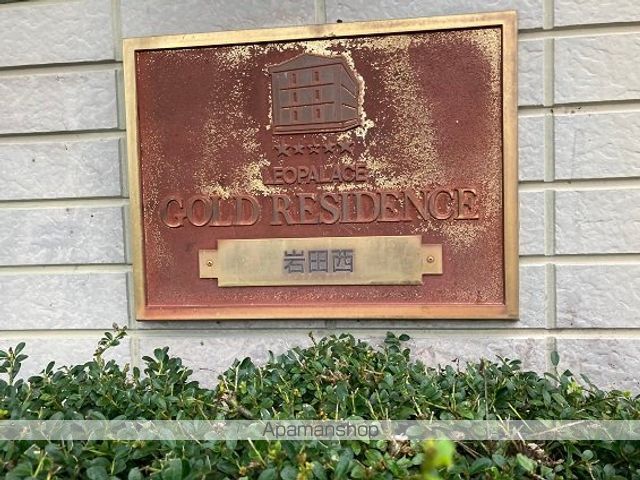 LEOPALACE
GOLD RESIDENCE
岩田西
Apamanshop